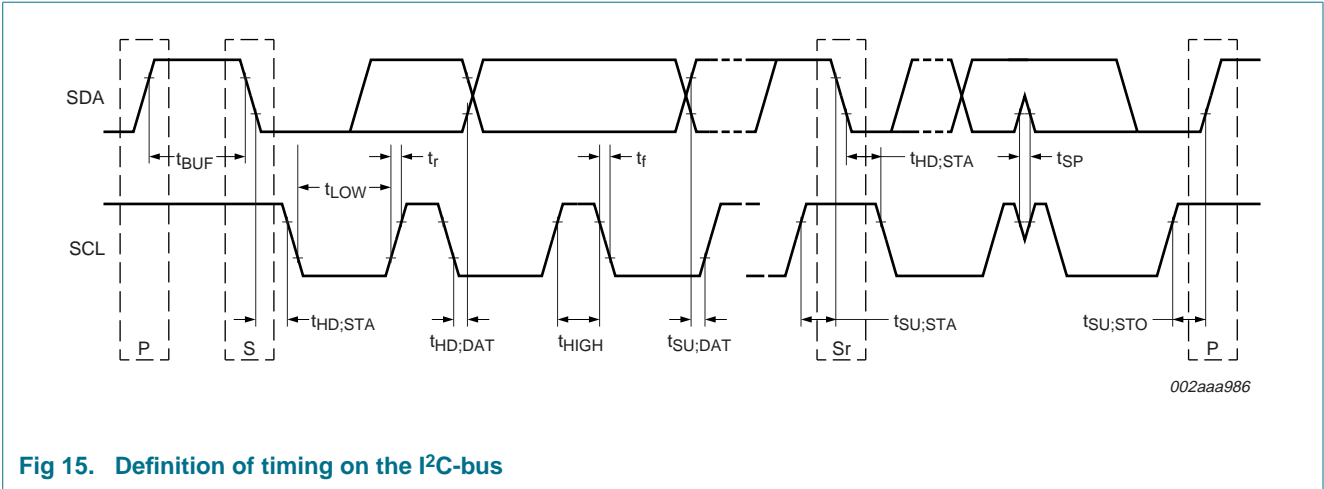 SDA
tBUF
tr
tf
tHD;STA
tSP
tLOW
SCL
tHD;STA
tHD;DAT
tHIGH
tSU;DAT
tSU;STA
tSU;STO
P
S
Sr
P
002aaa986
Fig 15. Definition of timing on the I²C-bus